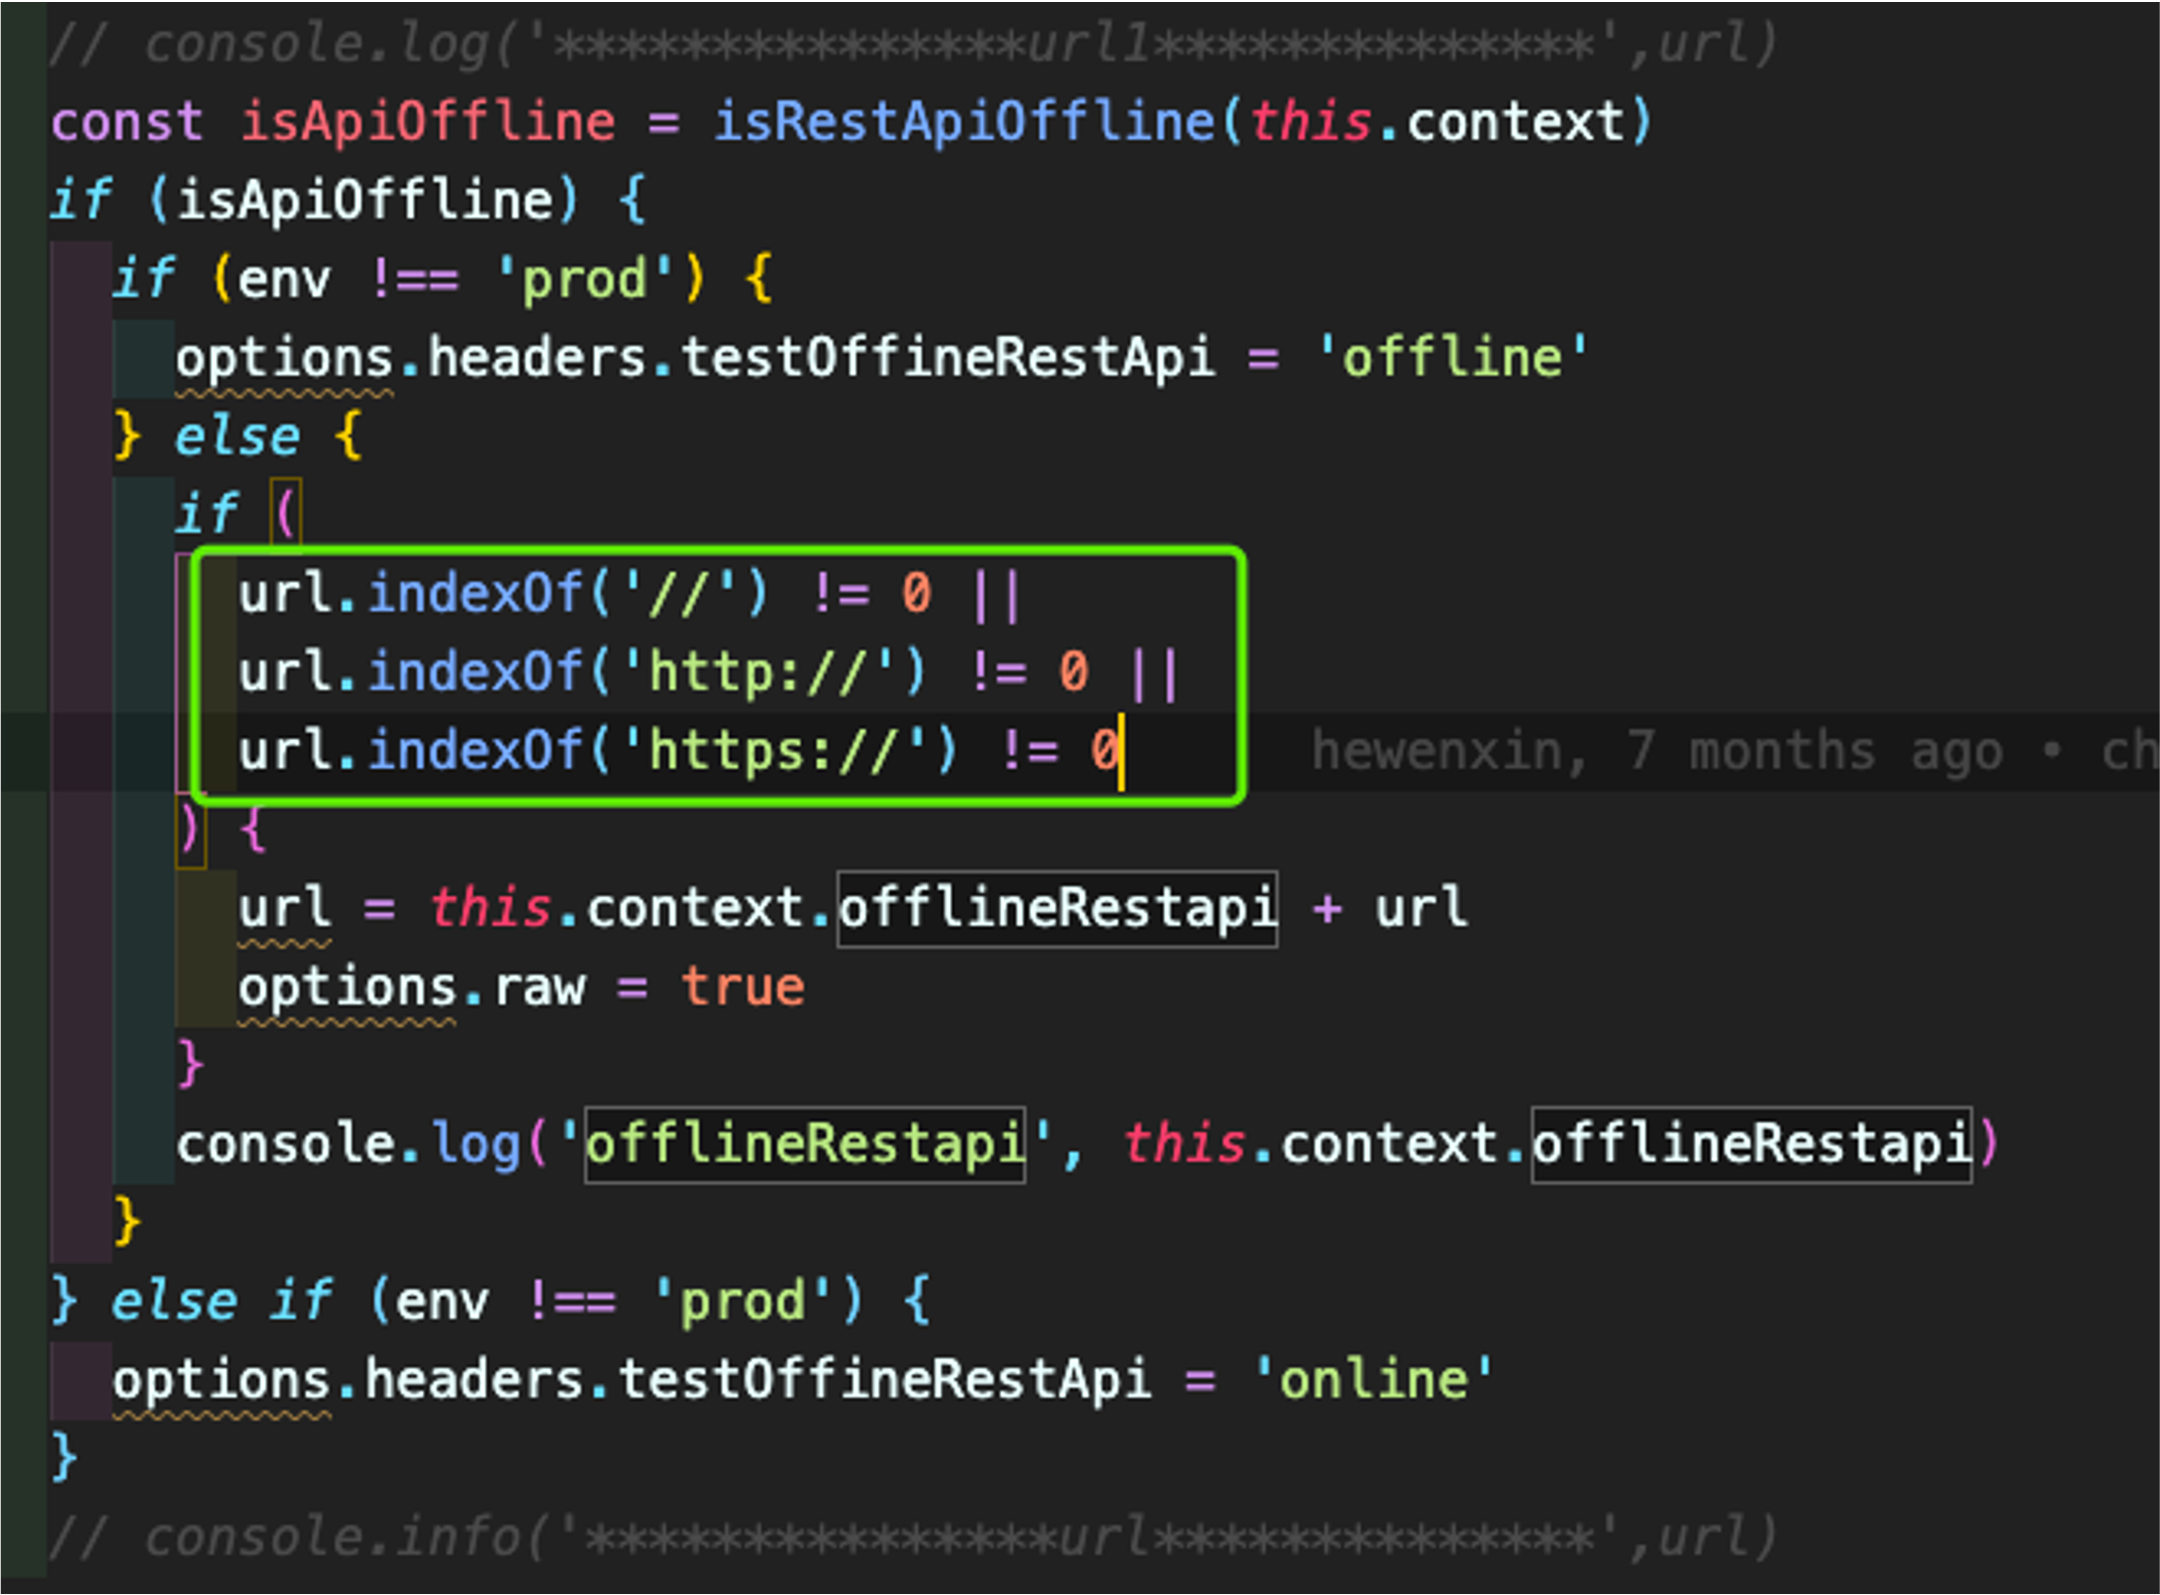 // console.log('***************url1**************',url)
const isApiOffline = isRestApiOffline(this.context)
if (isApiOffline) {
if (env !== 'prod') {
options.headers.testOffineRestApi = 'offline'
} else {
if (
url.indexOf('//') != 0 ||
url.indexOf('http://') != 0 ||
url.indexOf('https://') != 0 hewenxin, 7 months ago • ch
) {
url = this.context.offlineRestapi + url
options.raw = true
}
console.log('offlineRestapi', this.context.offlineRestapi)
}
} else if (env !== 'prod') {
options.headers.testOffineRestApi = 'online'
}
// console.info('***************url**************',url)